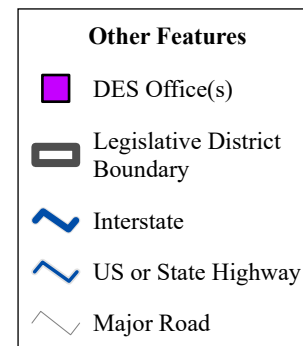 Other Features
DES Office(s)
Legislative District
Boundary
Interstate
US or State Highway
Major Road